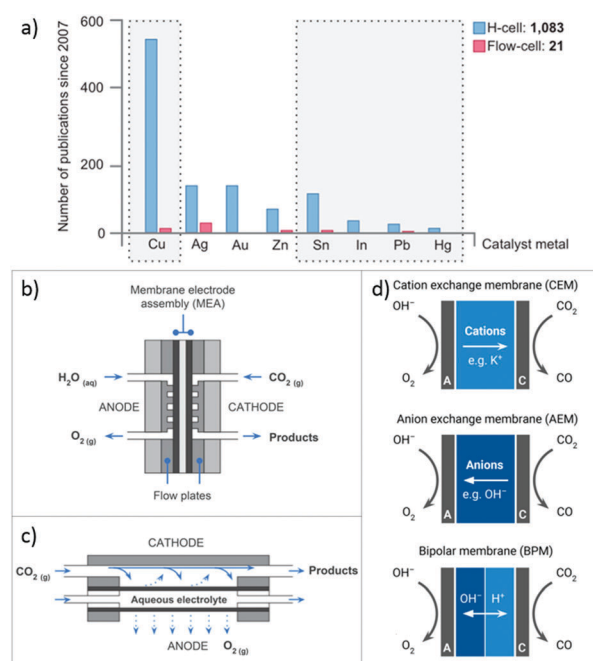 a)
Number of publications since 2007
600
400
200
0
H-cell: 1,083
Flow-cell: 21
Cu Ag Au Zn Sn In Pb Hg Catalyst metal
b)
Membrane electrode
assembly (MEA)
H₂O (aq)
CO₂ (g)
ANODE CATHODE
O₂ (g)
Products
Flow plates
c)
CATHODE
CO₂ (g)
Products
Aqueous electrolyte
ANODE O₂ (g)
d)
Cation exchange membrane (CEM)
OH⁻ CO₂
Cations
e.g. K⁺
A C
O₂ CO
Anion exchange membrane (AEM)
OH⁻ CO₂
Anions
e.g. OH⁻
A C
O₂ CO
Bipolar membrane (BPM)
OH⁻ CO₂
OH⁻ H⁺
A C
O₂ CO